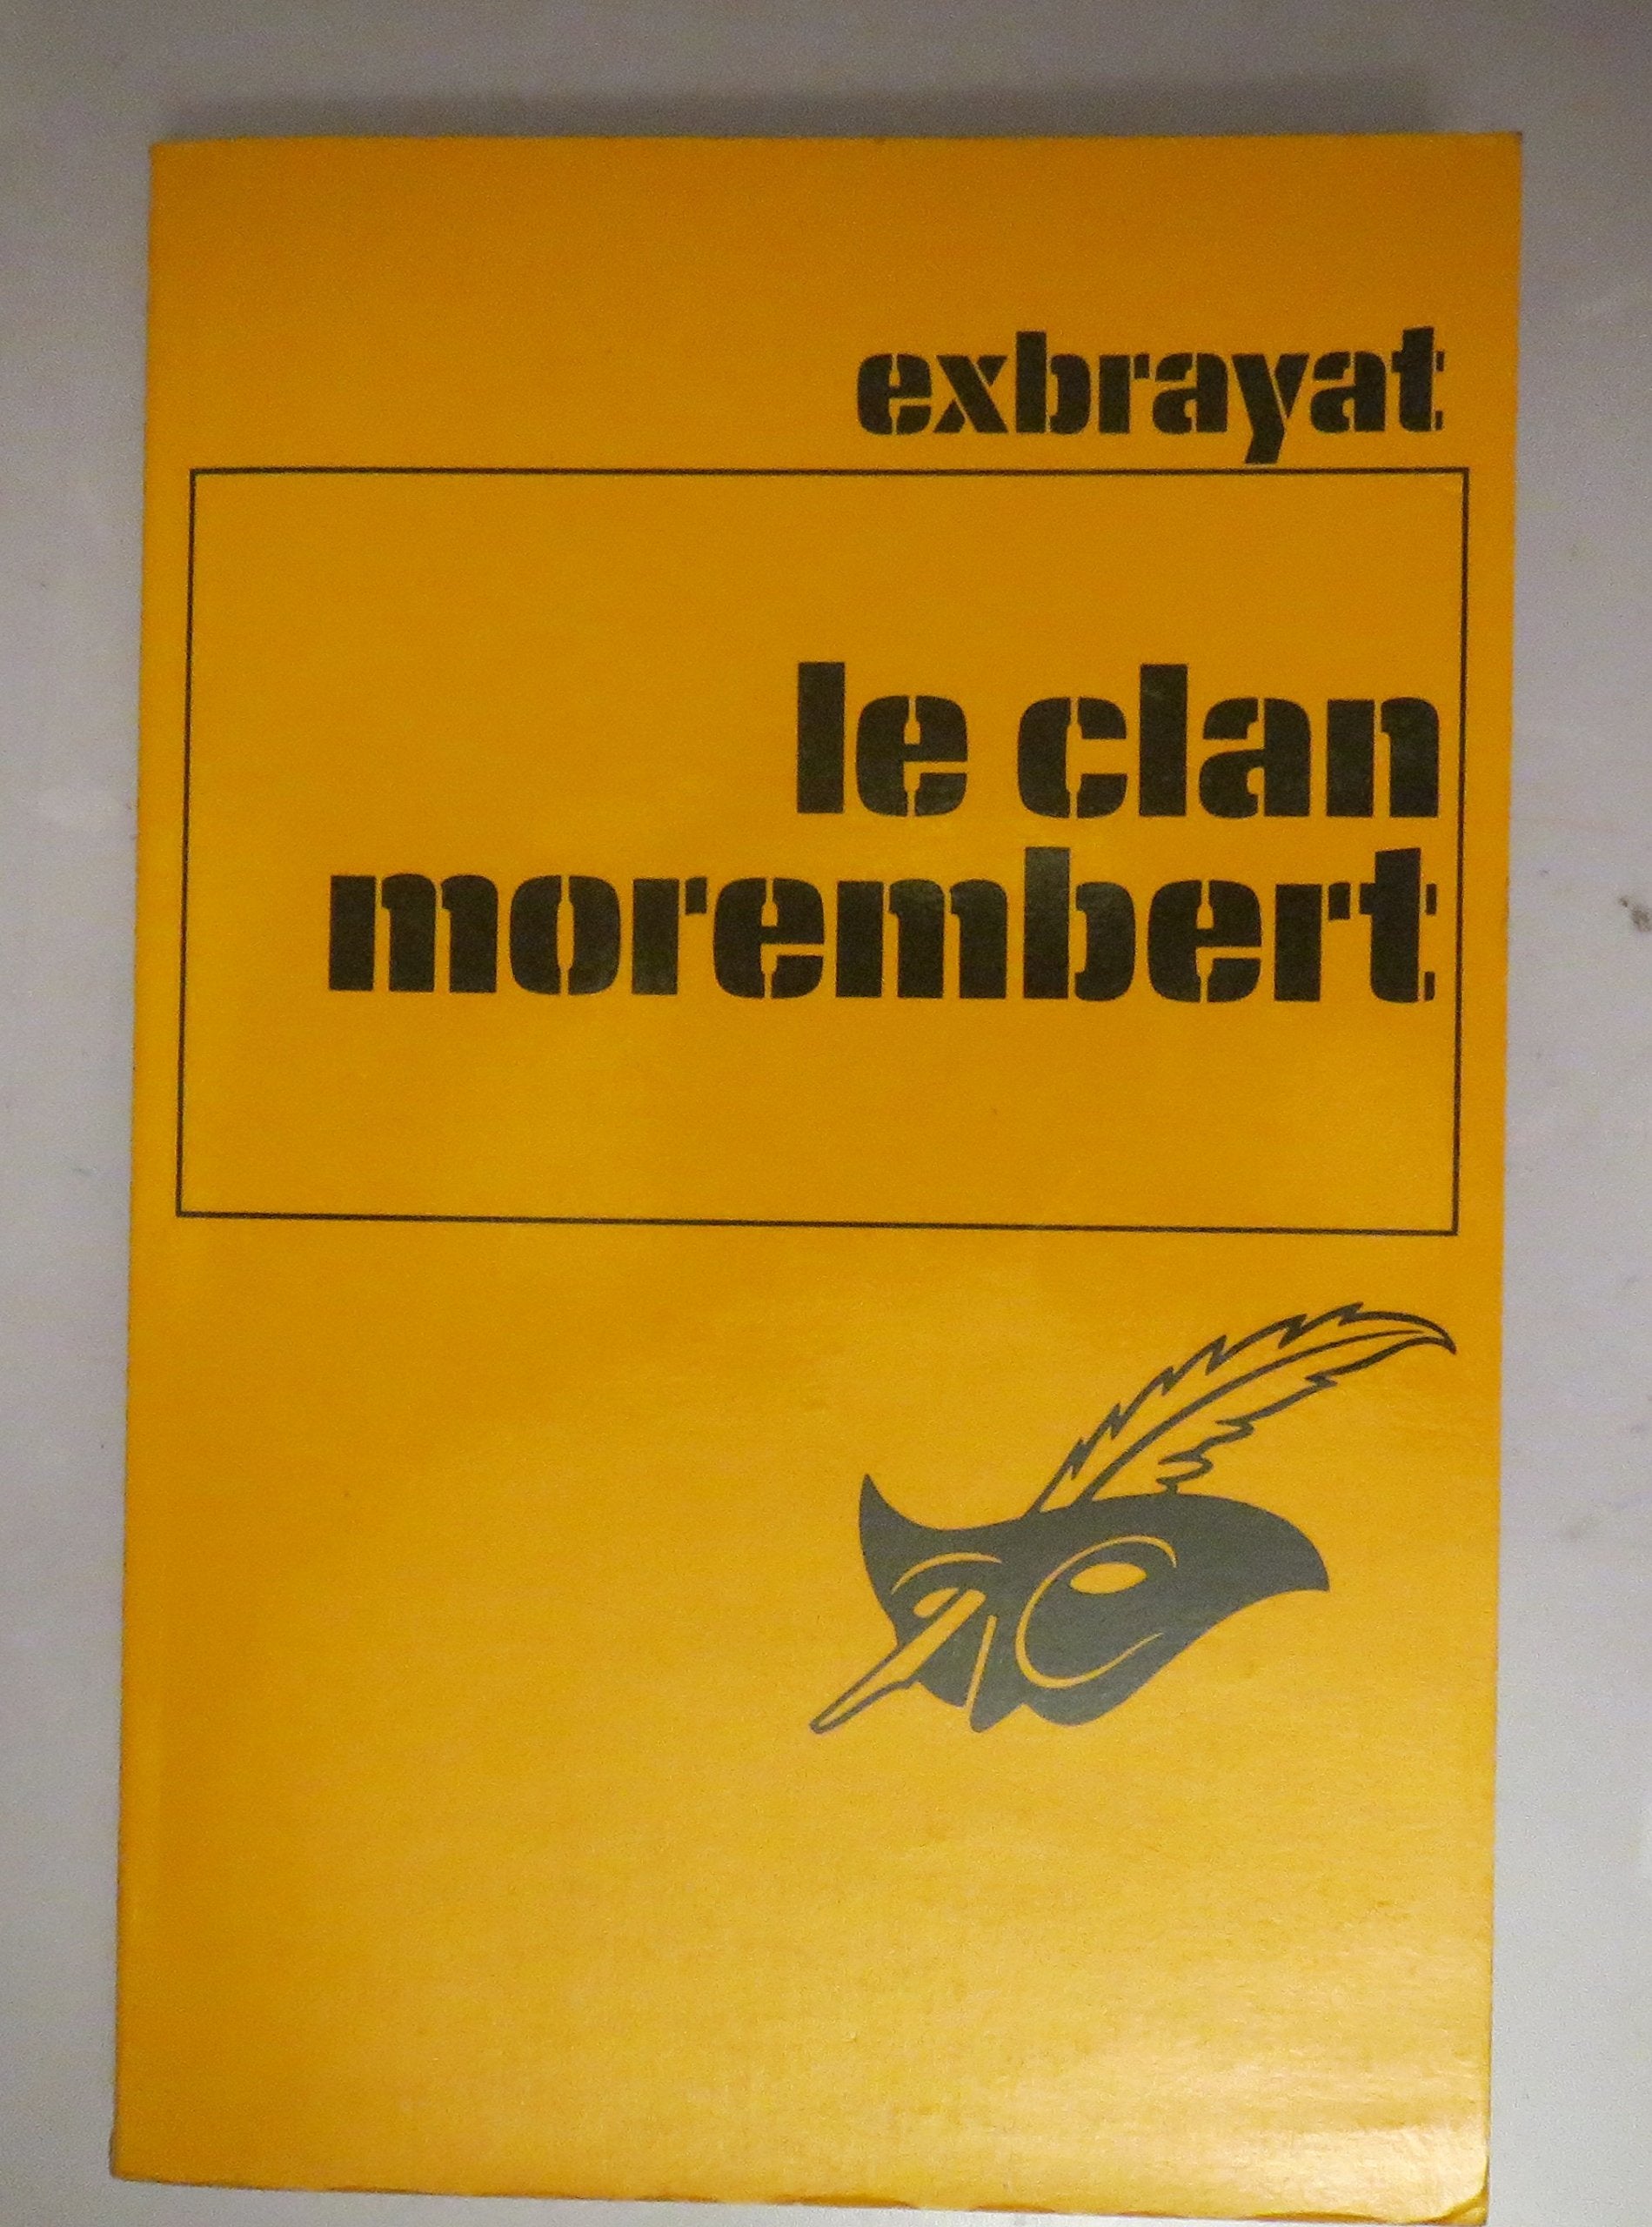 exbrayat
le clan
morembert